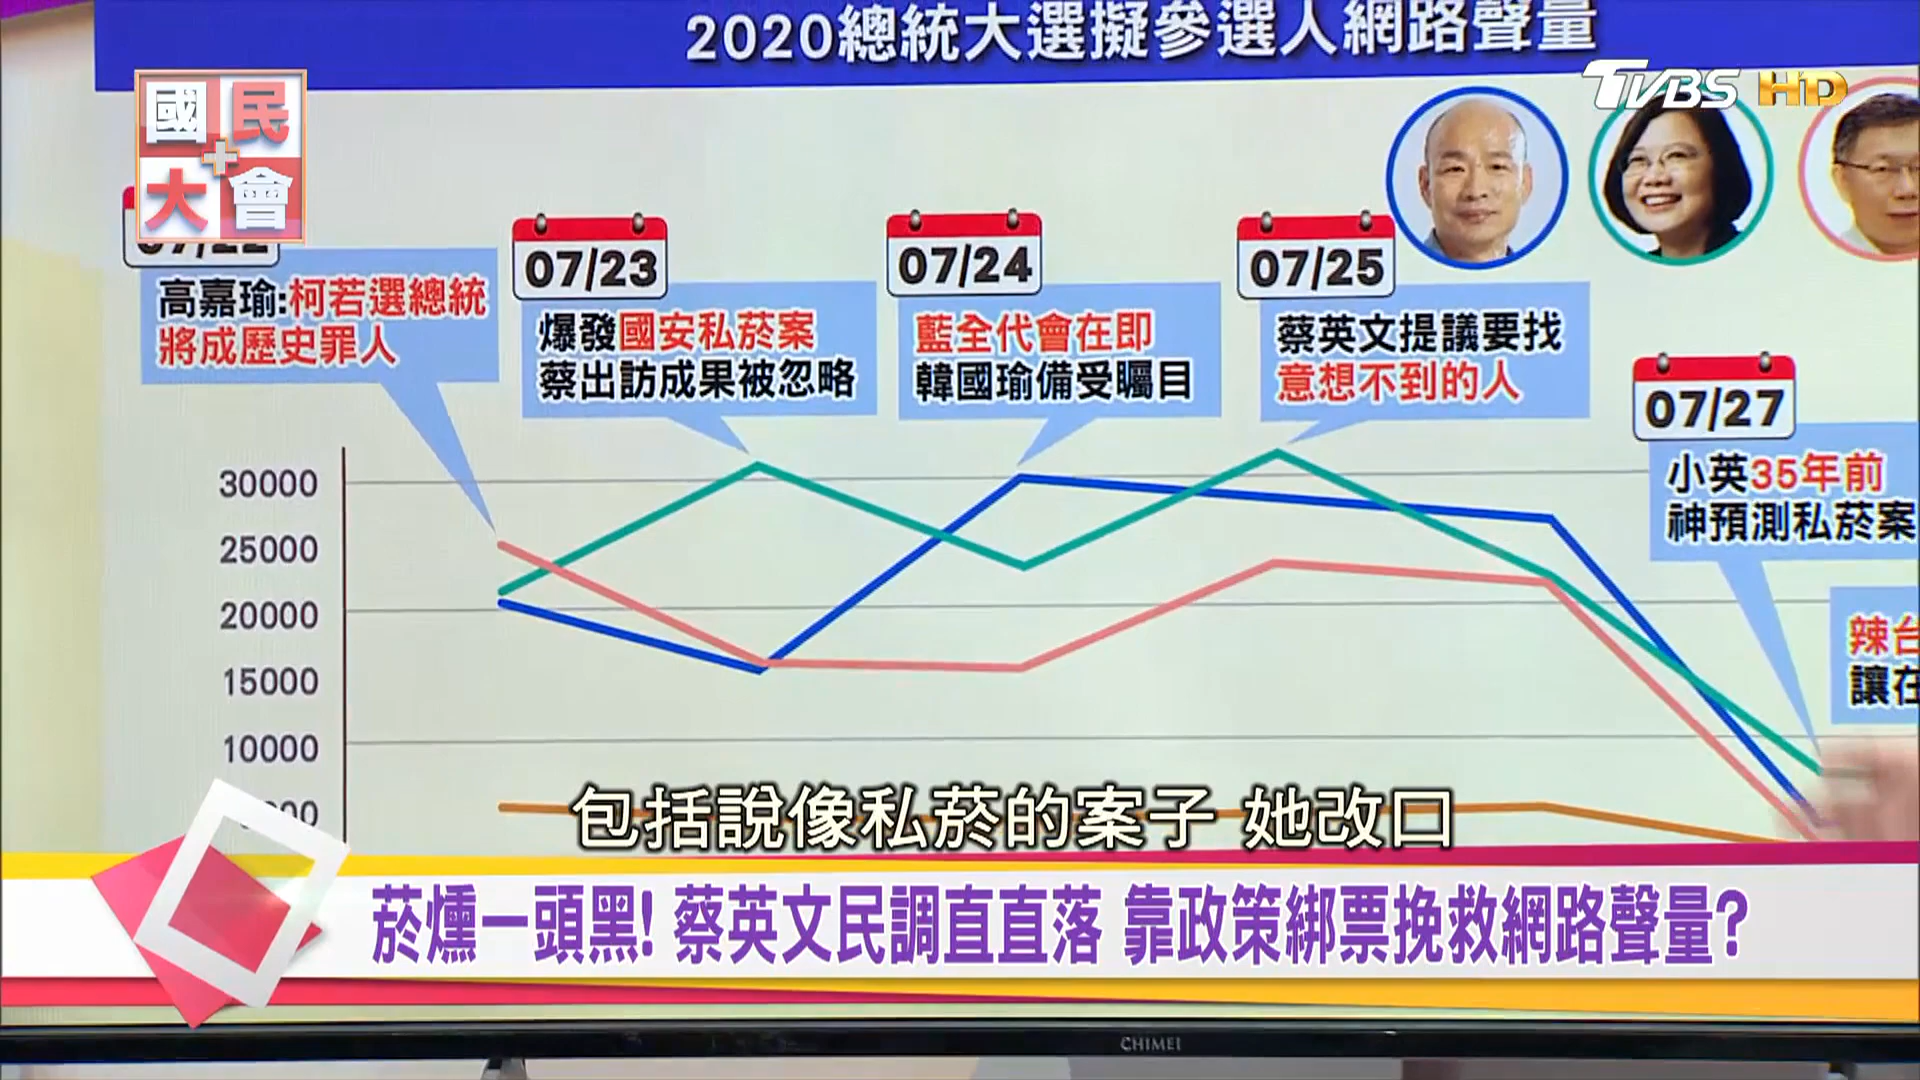 2020總統大選擬參選人網路聲量
TVBS HD
國民
大會
07/22
高嘉瑜:柯若選總統
將成歷史罪人
07/23
爆發國安私菸案
蔡出訪成果被忽略
07/24
藍全代會在即
韓國瑜備受矚目
07/25
蔡英文提議要找
意想不到的人
07/27
小英35年前
神預測私菸案
辣台
讓在
30000
25000
20000
15000
10000
包括說像私菸的案子 她改口
菸燻一頭黑! 蔡英文民調直直落 靠政策綁票挽救網路聲量?
CHIMEI